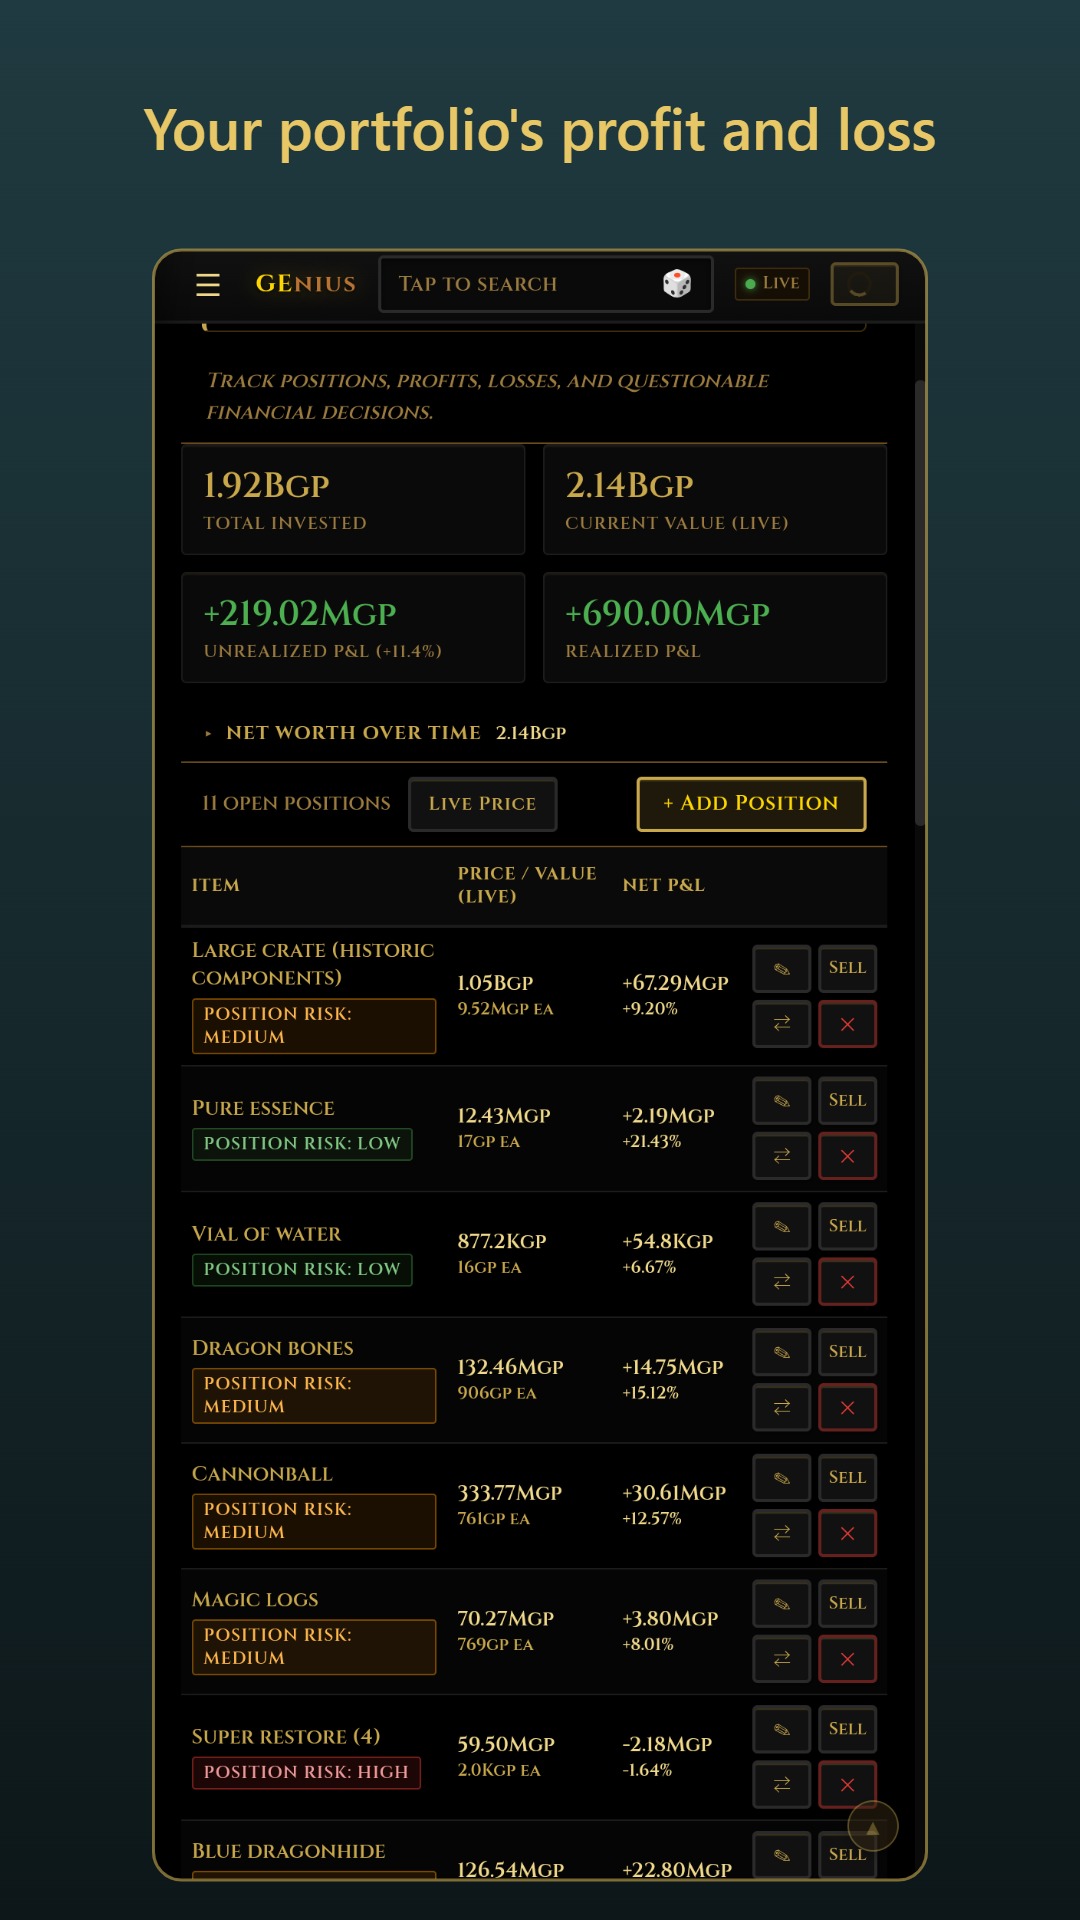 Your portfolio's profit and loss
☰ GENIUS Tap to search Live
Track positions, profits, losses, and questionable
financial decisions.
1.92Bgp
Total invested
2.14Bgp
Current value (live)
+219.02Mgp
Unrealized P&L (+11.4%)
+690.00Mgp
Realized P&L
▸ Net worth over time 2.14Bgp
11 open positions Live Price + Add Position
Item
Price / Value
(Live)
Net P&L
Large crate (historic
components)
Position risk:
Medium
1.05Bgp
9.52Mgp ea
+67.29Mgp
+9.20%
✎ Sell
⇄ ×
Pure essence
Position risk: Low
12.43Mgp
17gp ea
+2.19Mgp
+21.43%
✎ Sell
⇄ ×
Vial of water
Position risk: Low
877.2Kgp
16gp ea
+54.8Kgp
+6.67%
✎ Sell
⇄ ×
Dragon bones
Position risk:
Medium
132.46Mgp
906gp ea
+14.75Mgp
+15.12%
✎ Sell
⇄ ×
Cannonball
Position risk:
Medium
333.77Mgp
761gp ea
+30.61Mgp
+12.57%
✎ Sell
⇄ ×
Magic logs
Position risk:
Medium
70.27Mgp
769gp ea
+3.80Mgp
+8.01%
✎ Sell
⇄ ×
Super restore (4)
Position risk: High
59.50Mgp
2.0Kgp ea
-2.18Mgp
-1.64%
✎ Sell
⇄ ×
▲
Blue dragonhide
126.54Mgp
+22.80Mgp
✎ Sell